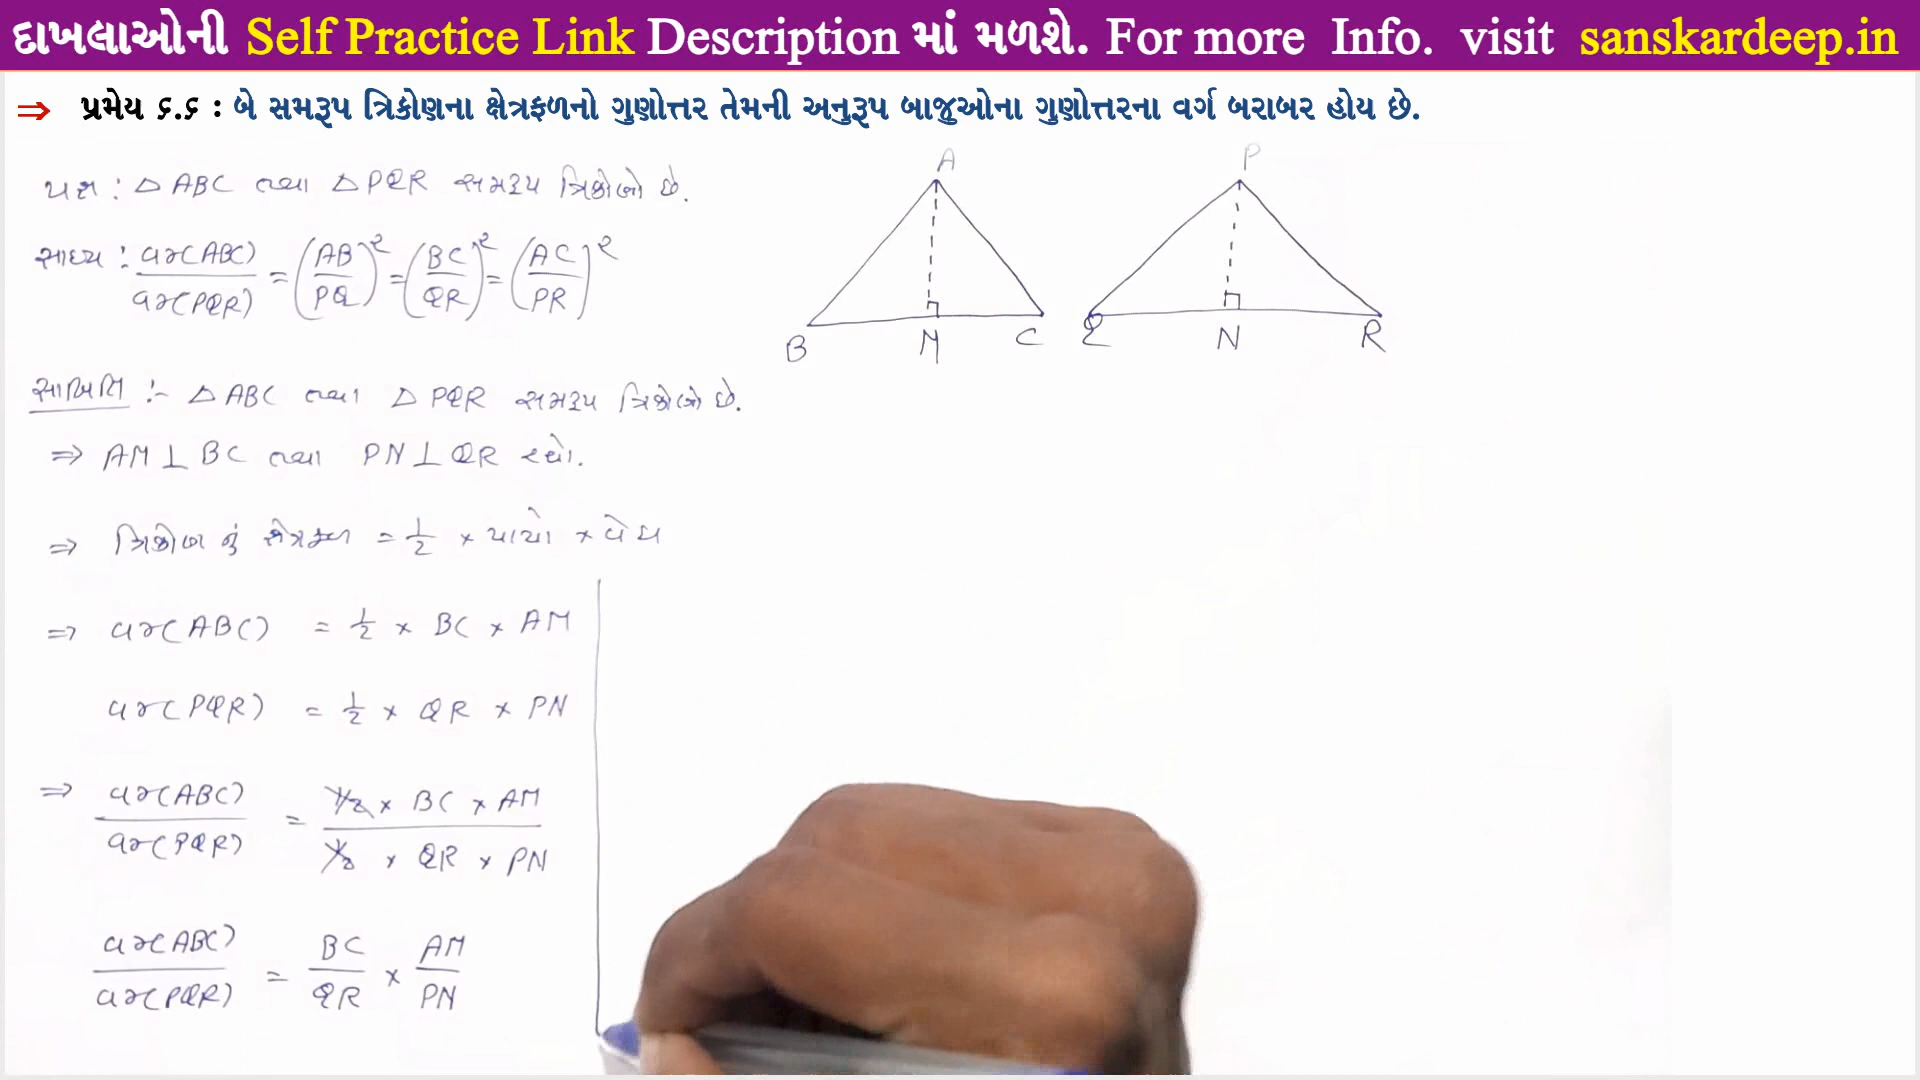 દાખલાઓની Self Practice Link Description માં મળશે. For more Info. visit sanskardeep.in
⇒ પ્રમેય ૬.૬ : બે સમરૂપ ત્રિકોણના ક્ષેત્રફળનો ગુણોત્તર તેમની અનુરૂપ બાજુઓના ગુણોત્તરના વર્ગ બરાબર હોય છે.
પક્ષ : △ ABC તથા △ PQR સમરૂપ ત્રિકોણો છે.
સાધ્ય : ar(ABC) / ar(PQR) = (AB / PQ)^2 = (BC / QR)^2 = (AC / PR)^2
A
P
B M C Q N R
સાબિતિ :- △ ABC તથા △ PQR સમરૂપ ત્રિકોણો છે.
⇒ AM ⊥ BC તથા PN ⊥ QR રચો.
⇒ ત્રિકોણ નું ક્ષેત્રફળ = 1/2 × પાયો × વેધ
⇒ ar(ABC) = 1/2 × BC × AM
ar(PQR) = 1/2 × QR × PN
⇒ ar(ABC) / ar(PQR) = 1/2 × BC × AM / 1/2 × QR × PN
ar(ABC) / ar(PQR) = BC / QR × AM / PN